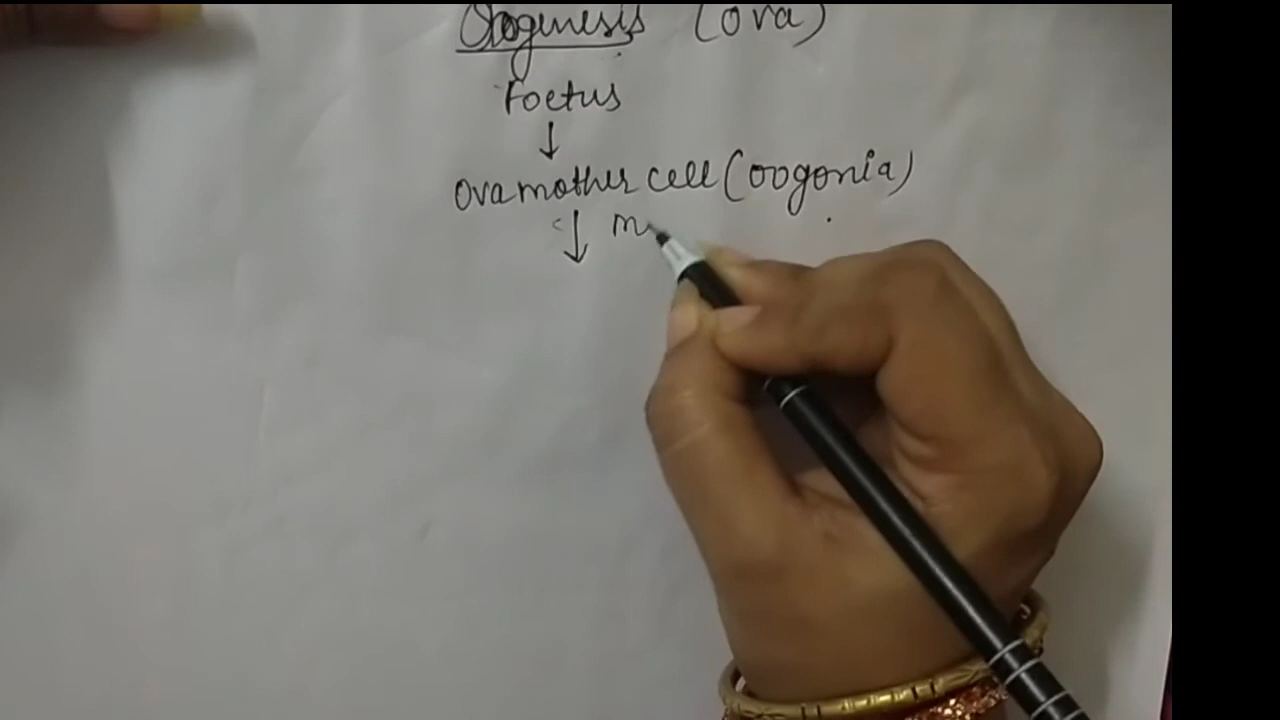 Oogenesis (ova)
Foetus
↓
ova mother cell (oogonia)
↓ m